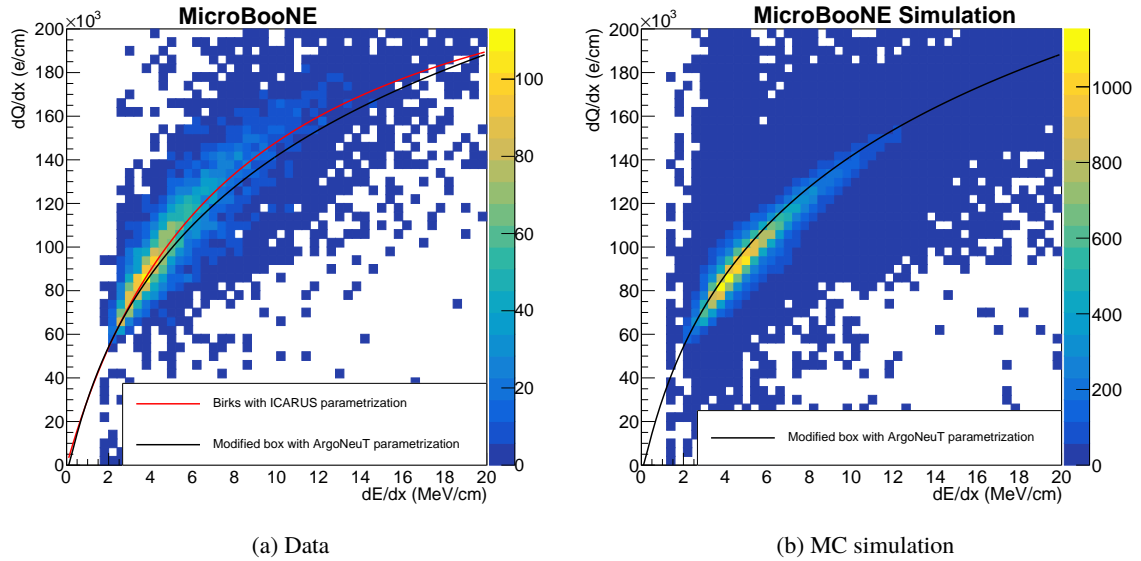 MicroBooNE
×10³
dQ/dx (e/cm)
200
180
160
140
120
100
80
60
40
20
0
0 2 4 6 8 10 12 14 16 18 20
dE/dx (MeV/cm)
Birks with ICARUS parametrization
Modified box with ArgoNeuT parametrization
100
80
60
40
20
0
(a) Data
MicroBooNE Simulation
×10³
dQ/dx (e/cm)
200
180
160
140
120
100
80
60
40
20
0
0 2 4 6 8 10 12 14 16 18 20
dE/dx (MeV/cm)
Modified box with ArgoNeuT parametrization
1000
800
600
400
200
0
(b) MC simulation